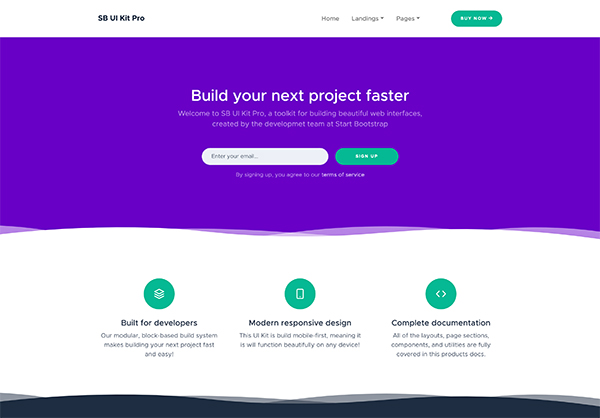 SB UI Kit Pro
Home Landings Pages BUY NOW →
Build your next project faster
Welcome to SB UI Kit Pro, a toolkit for building beautiful web interfaces,
created by the developmet team at Start Bootstrap
Enter your email... SIGN UP
By signing up, you agree to our terms of service
Built for developers
Our modular, block-based build system
makes building your next project fast
and easy!
Modern responsive design
This UI Kit is build mobile-first, meaning it
is will function beautifully on any device!
Complete documentation
All of the layouts, page sections,
components, and utilities are fully
covered in this products docs.